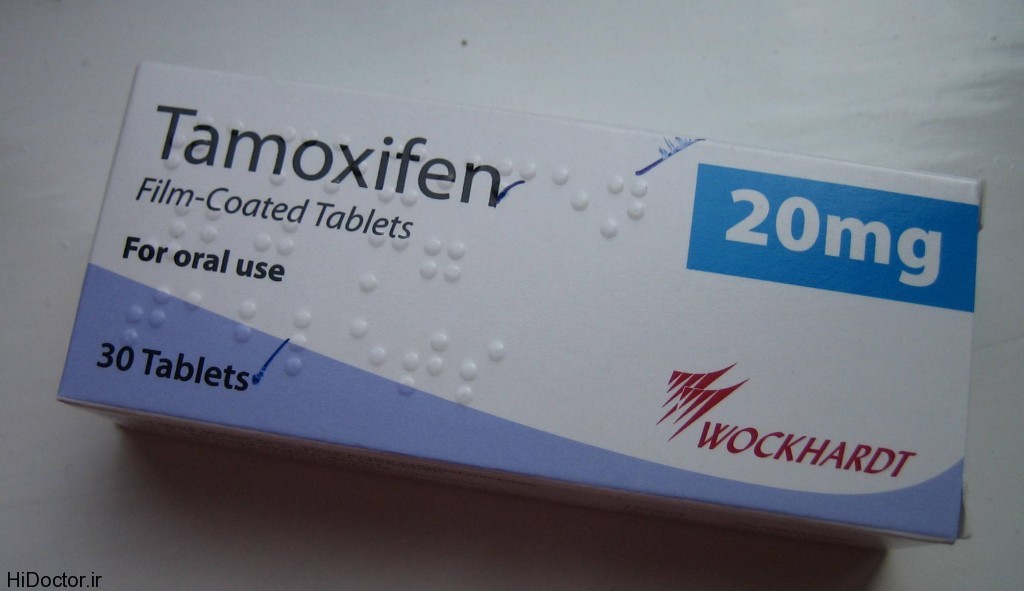 Tamoxifen
Film-Coated Tablets
For oral use
30 Tablets
20mg
WOCKHARDT
HiDoctor.ir